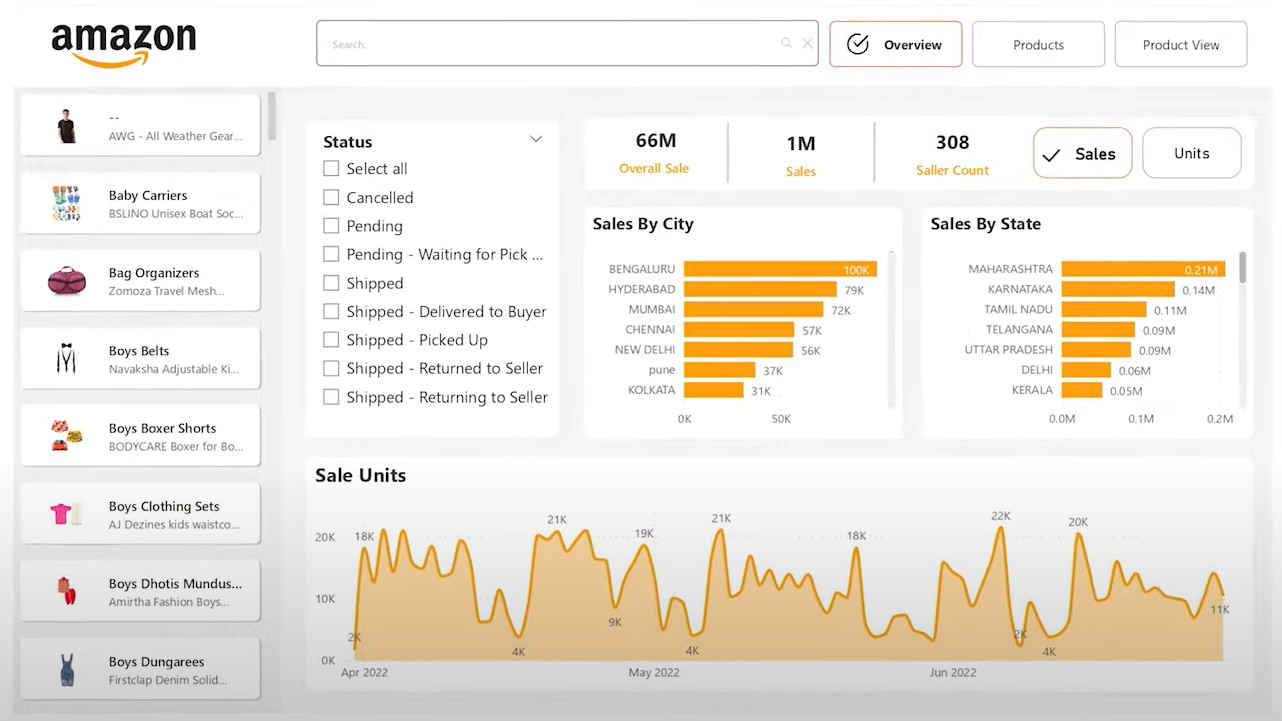 amazon
Search..
Overview
Products
Product View
--
AWG - All Weather Gear...
Baby Carriers
BSLINO Unisex Boat Soc...
Bag Organizers
Zomoza Travel Mesh...
Boys Belts
Navaksha Adjustable Ki...
Boys Boxer Shorts
BODYCARE Boxer for Bo...
Boys Clothing Sets
AJ Dezines kids waistco...
Boys Dhotis Mundus...
Amirtha Fashion Boys...
Boys Dungarees
Firstclap Denim Solid...
Status
Select all
Cancelled
Pending
Pending - Waiting for Pick ...
Shipped
Shipped - Delivered to Buyer
Shipped - Picked Up
Shipped - Returned to Seller
Shipped - Returning to Seller
66M
Overall Sale
1M
Sales
308
Saller Count
Sales
Units
Sales By City
BENGALURU 100K
HYDERABAD 79K
MUMBAI 72K
CHENNAI 57K
NEW DELHI 56K
pune 37K
KOLKATA 31K
0K 50K
Sales By State
MAHARASHTRA 0.21M
KARNATAKA 0.14M
TAMIL NADU 0.11M
TELANGANA 0.09M
UTTAR PRADESH 0.09M
DELHI 0.06M
KERALA 0.05M
0.0M 0.1M 0.2M
Sale Units
20K
10K
0K
2K
18K
4K
21K
9K
19K
4K
21K
18K
22K
2K
4K
20K
11K
Apr 2022 May 2022 Jun 2022